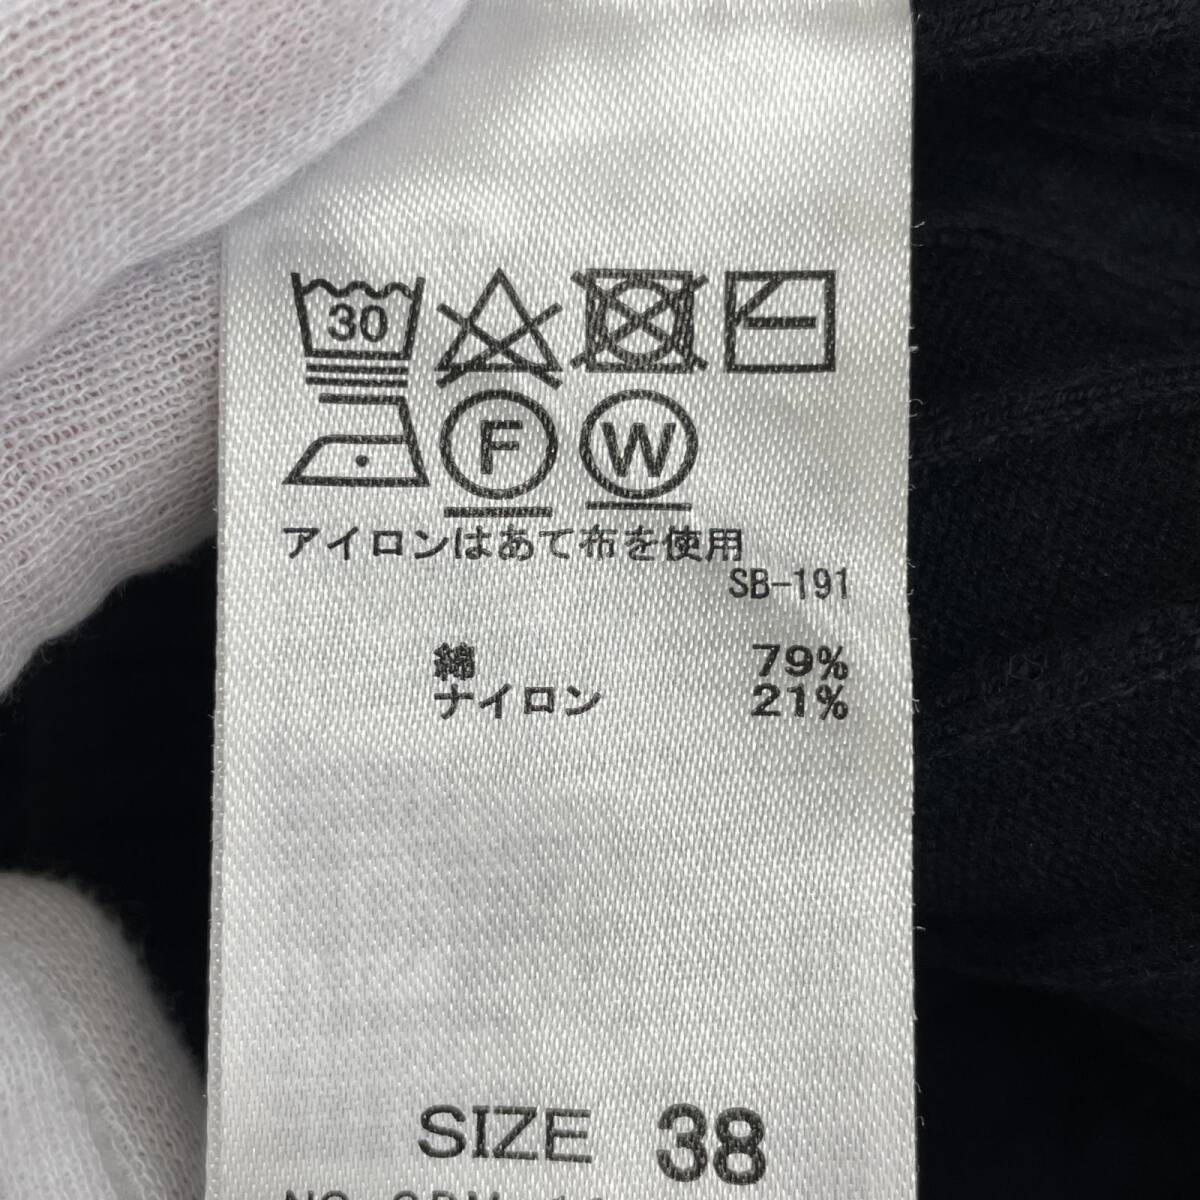 30
F W
アイロンはあて布を使用
SB-191
綿 79%
ナイロン 21%
SIZE 38